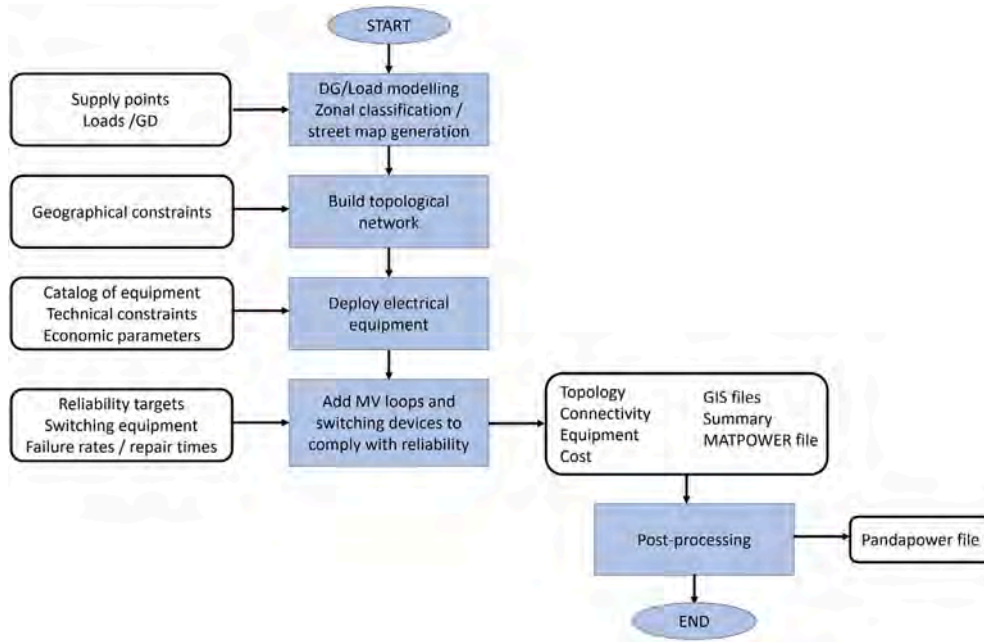 START
Supply points
Loads /GD
DG/Load modelling
Zonal classification /
street map generation
Geographical constraints
Build topological
network
Catalog of equipment
Technical constraints
Economic parameters
Deploy electrical
equipment
Reliability targets
Switching equipment
Failure rates / repair times
Add MV loops and
switching devices to
comply with reliability
Topology
Connectivity
Equipment
Cost
GIS files
Summary
MATPOWER file
Post-processing
Pandapower file
END